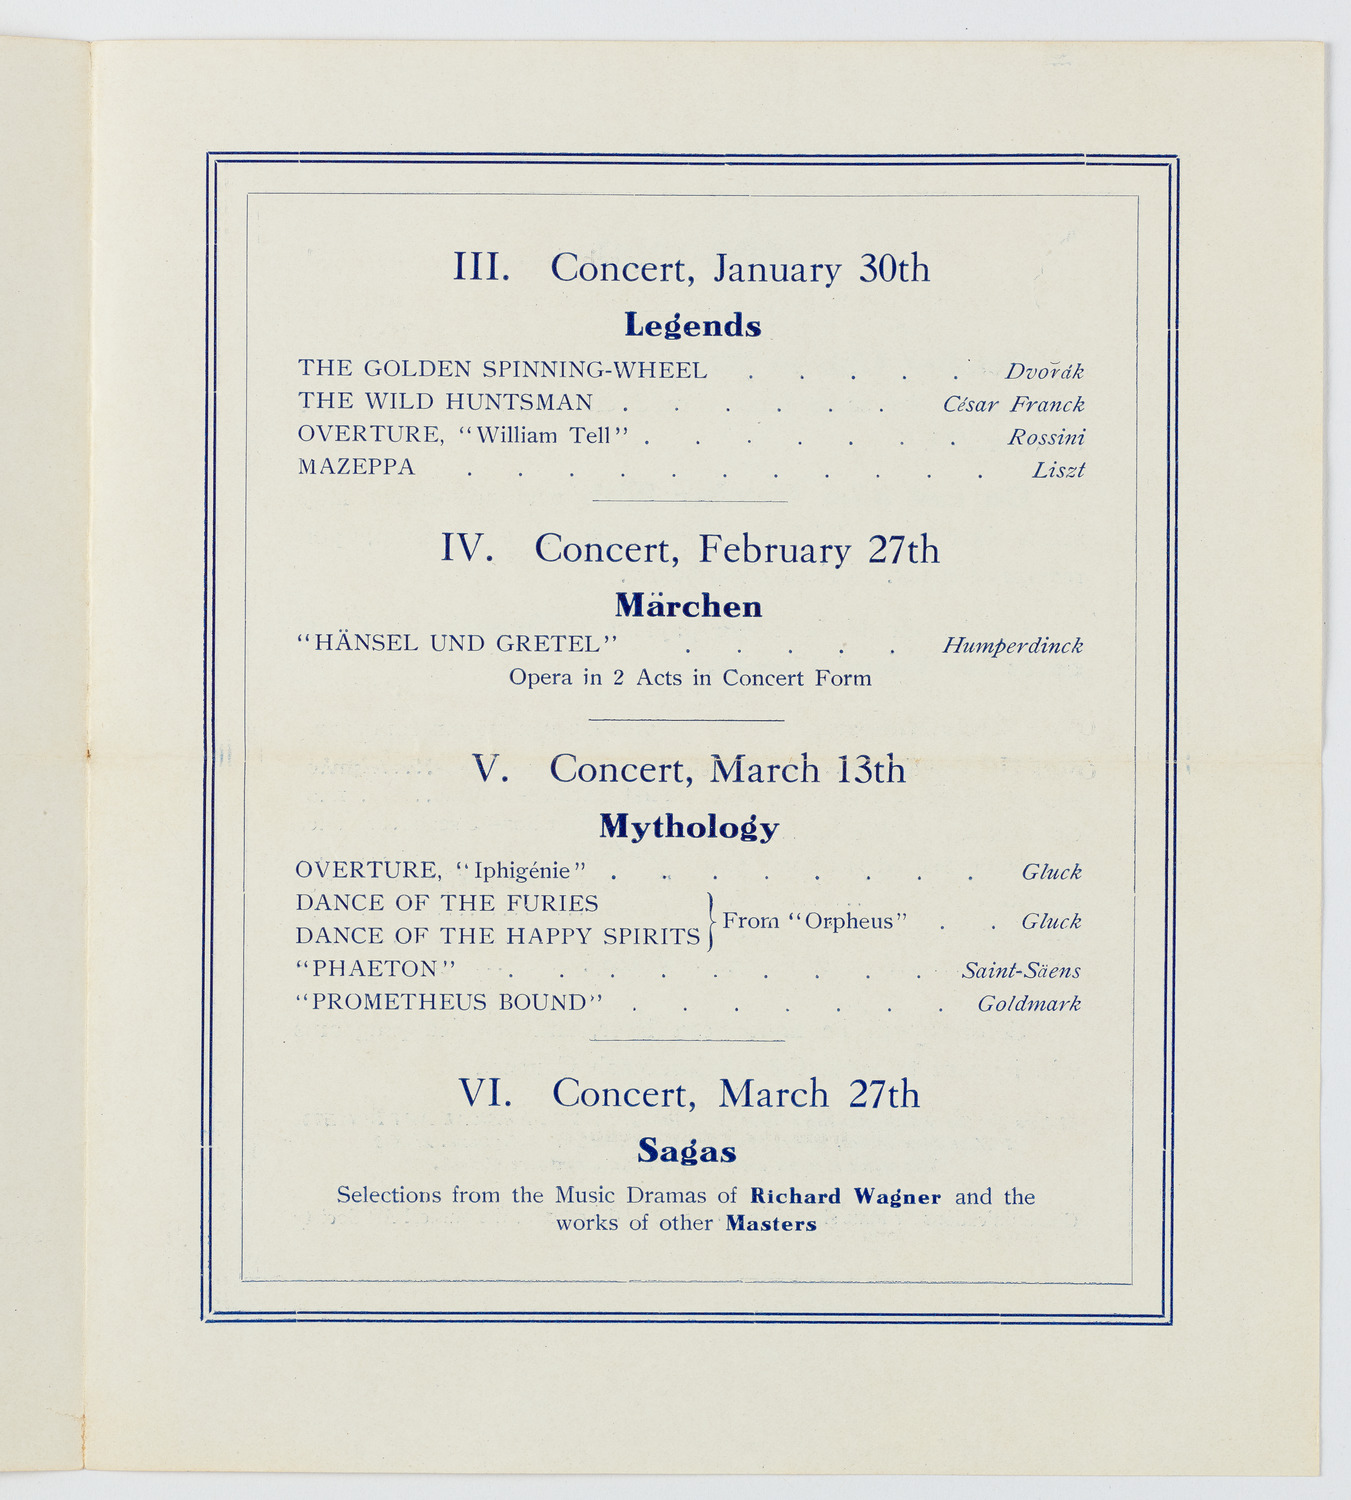 III. Concert, January 30th
Legends
THE GOLDEN SPINNING-WHEEL . . . . . Dvořák
THE WILD HUNTSMAN . . . . . . César Franck
OVERTURE, “William Tell” . . . . . . . Rossini
MAZEPPA . . . . . . . . . . . Liszt
IV. Concert, February 27th
Märchen
“HÄNSEL UND GRETEL” . . . . . Humperdinck
Opera in 2 Acts in Concert Form
V. Concert, March 13th
Mythology
OVERTURE, “Iphigénie” . . . . . . . . Gluck
DANCE OF THE FURIES
DANCE OF THE HAPPY SPIRITS } From “Orpheus” . . Gluck
“PHAETON” . . . . . . . . . Saint-Säens
“PROMETHEUS BOUND” . . . . . . . Goldmark
VI. Concert, March 27th
Sagas
Selections from the Music Dramas of Richard Wagner and the
works of other Masters